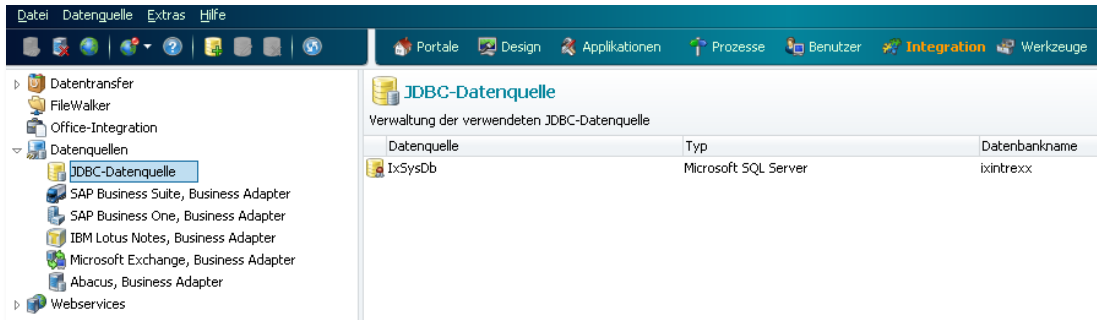 Datei Datenquelle Extras Hilfe
Portale Design Applikationen Prozesse Benutzer Integration Werkzeuge
Datentransfer
FileWalker
Office-Integration
Datenquellen
JDBC-Datenquelle
SAP Business Suite, Business Adapter
SAP Business One, Business Adapter
IBM Lotus Notes, Business Adapter
Microsoft Exchange, Business Adapter
Abacus, Business Adapter
Webservices
JDBC-Datenquelle
Verwaltung der verwendeten JDBC-Datenquelle
Datenquelle Typ Datenbankname
IxSysDb Microsoft SQL Server ixintrexx